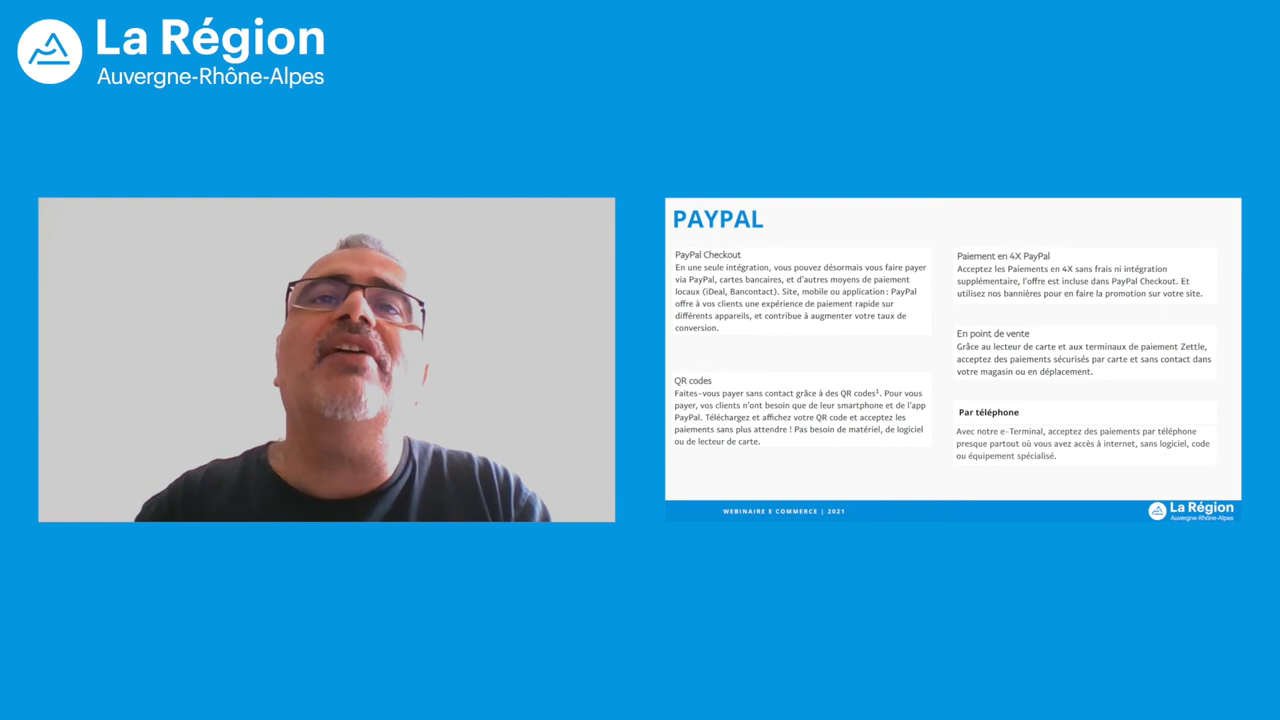 La Région
Auvergne-Rhône-Alpes
PAYPAL
PayPal Checkout
En une seule intégration, vous pouvez désormais vous faire payer
via PayPal, cartes bancaires, et d'autres moyens de paiement
locaux (iDeal, Bancontact). Site, mobile ou application : PayPal
offre à vos clients une expérience de paiement rapide sur
différents appareils, et contribue à augmenter votre taux de
conversion.
QR codes
Faites-vous payer sans contact grâce à des QR codes¹. Pour vous
payer, vos clients n'ont besoin que de leur smartphone et de l'app
PayPal. Téléchargez et affichez votre QR code et acceptez les
paiements sans plus attendre ! Pas besoin de matériel, de logiciel
ou de lecteur de carte.
Paiement en 4X PayPal
Acceptez les Paiements en 4X sans frais ni intégration
supplémentaire, l'offre est incluse dans PayPal Checkout. Et
utilisez nos bannières pour en faire la promotion sur votre site.
En point de vente
Grâce au lecteur de carte et aux terminaux de paiement Zettle,
acceptez des paiements sécurisés par carte et sans contact dans
votre magasin ou en déplacement.
Par téléphone
Avec notre e-Terminal, acceptez des paiements par téléphone
presque partout où vous avez accès à internet, sans logiciel, code
ou équipement spécialisé.
WEBINAIRE E COMMERCE | 2021
La Région
Auvergne-Rhône-Alpes